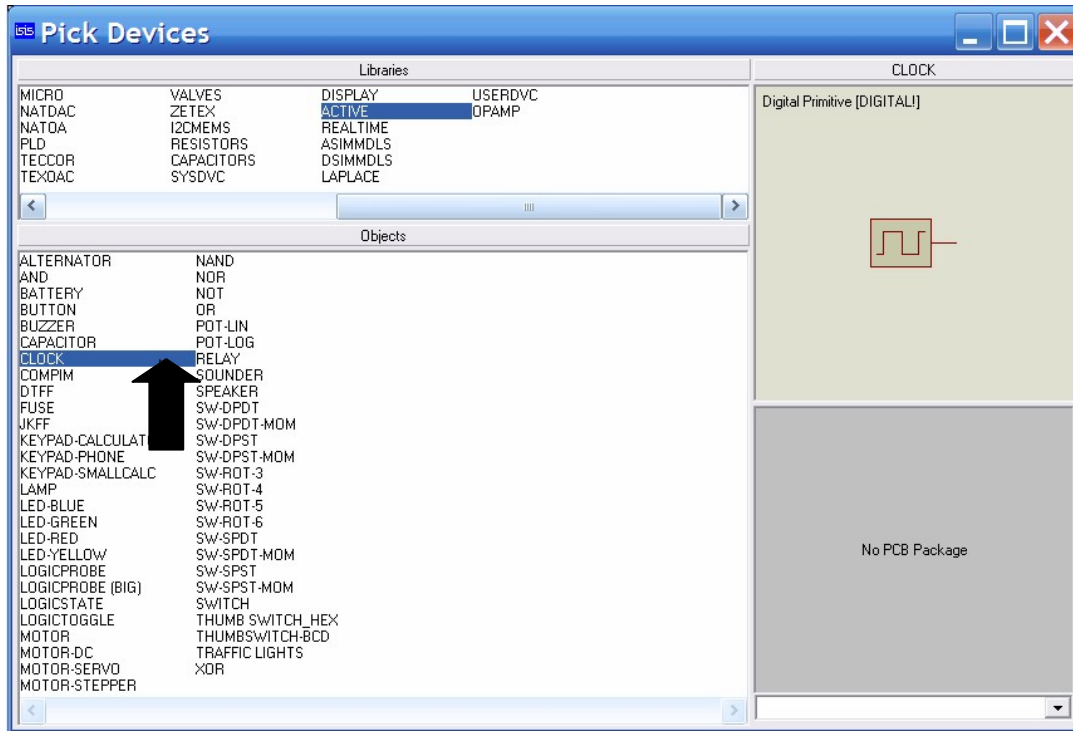 isis Pick Devices
Libraries
CLOCK
MICRO VALVES DISPLAY USERDVC
NATDAC ZETEX ACTIVE OPAMP
NATOA I2CMEMS REALTIME
PLD RESISTORS ASIMMDLS
TECCOR CAPACITORS DSIMMDLS
TEXOAC SYSDVC LAPLACE
Digital Primitive [DIGITAL!]
Objects
ALTERNATOR NAND
AND NOR
BATTERY NOT
BUTTON OR
BUZZER POT-LIN
CAPACITOR POT-LOG
CLOCK RELAY
COMPIM SOUNDER
DTFF SPEAKER
FUSE SW-DPDT
JKFF SW-DPDT-MOM
KEYPAD-CALCULAT SW-DPST
KEYPAD-PHONE SW-DPST-MOM
KEYPAD-SMALLCALC SW-ROT-3
LAMP SW-ROT-4
LED-BLUE SW-ROT-5
LED-GREEN SW-ROT-6
LED-RED SW-SPDT
LED-YELLOW SW-SPDT-MOM
LOGICPROBE SW-SPST
LOGICPROBE (BIG) SW-SPST-MOM
LOGICSTATE SWITCH
LOGICTOGGLE THUMB SWITCH_HEX
MOTOR THUMBSWITCH-BCD
MOTOR-DC TRAFFIC LIGHTS
MOTOR-SERVO XOR
MOTOR-STEPPER
No PCB Package